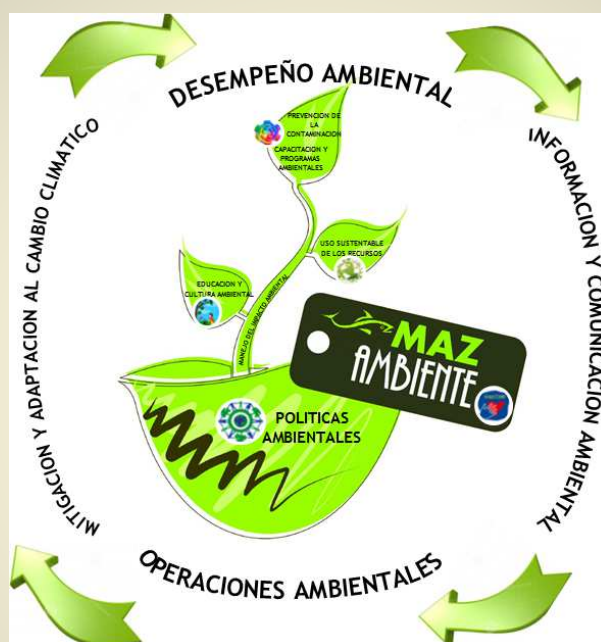 DESEMPEÑO AMBIENTAL
PREVENCION DE
LA
CONTAMINACION
CAPACITACION Y
PROGRAMAS
AMBIENTALES
INFORMACION Y COMUNICACION AMBIENTAL
MITIGACION Y ADAPTACION AL CAMBIO CLIMATICO
USO SUSTENTABLE
DE LOS RECURSOS
EDUCACION Y
CULTURA AMBIENTAL
MANEJO DEL IMPACTO AMBIENTAL
MAZ
AMBIENTE
POLITICAS
AMBIENTALES
OPERACIONES AMBIENTALES